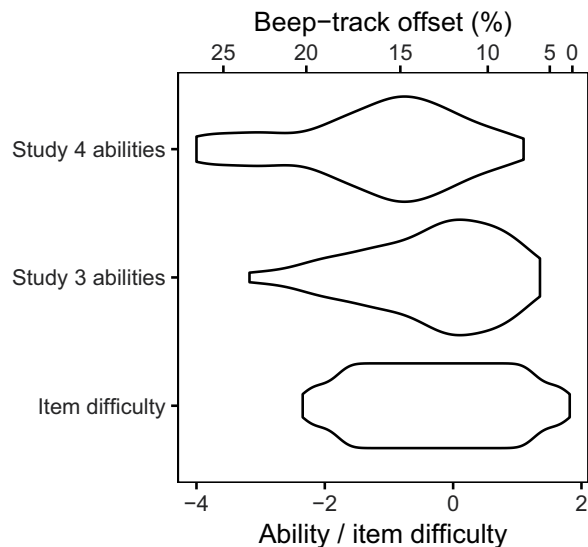 Beep−track offset (%)
25 20 15 10 5 0
Study 4 abilities
Study 3 abilities
Item difficulty
−4 −2 0 2
Ability / item difficulty